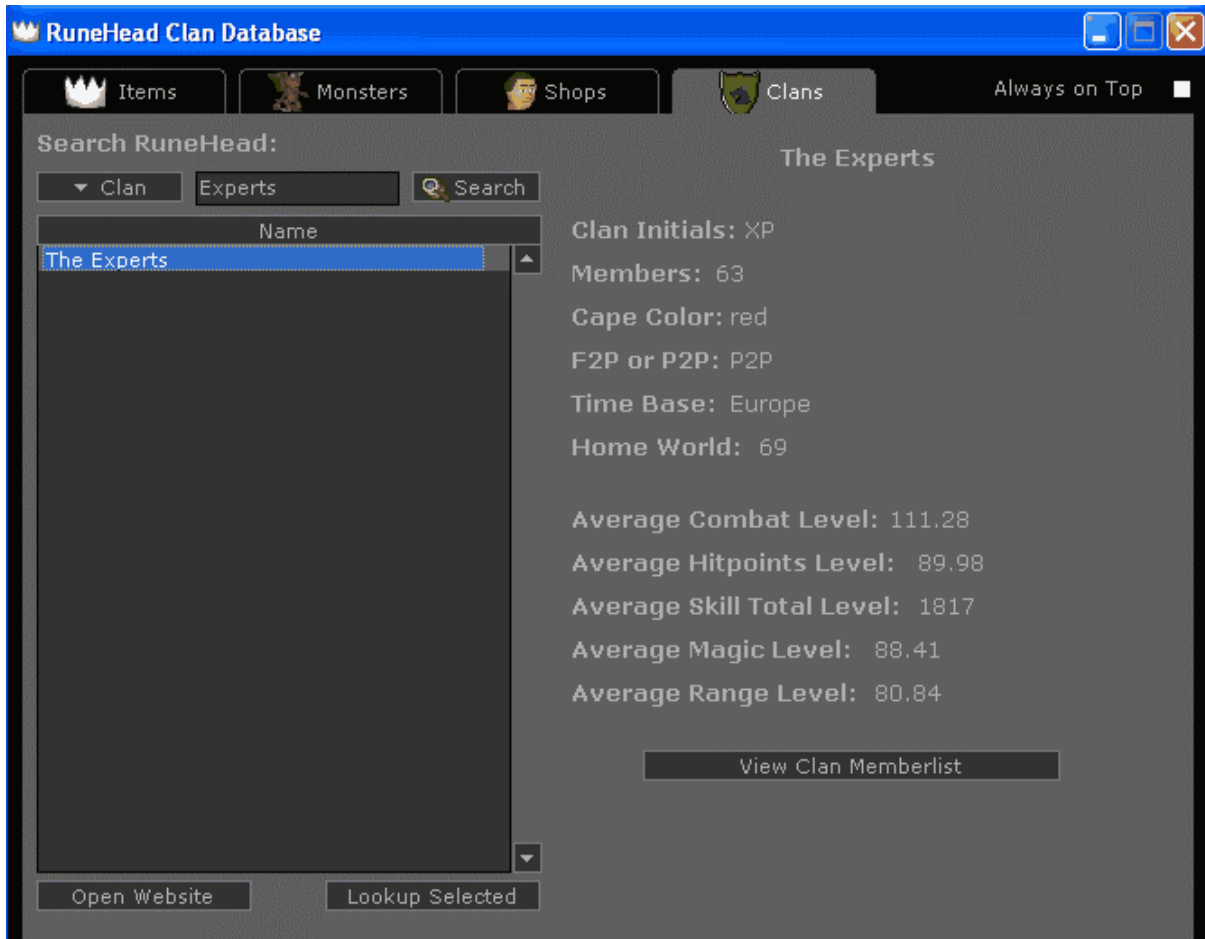 RuneHead Clan Database
Items Monsters Shops Clans Always on Top
Search RuneHead:
Clan Experts Search
Name
The Experts
Open Website Lookup Selected
The Experts
Clan Initials: XP
Members: 63
Cape Color: red
F2P or P2P: P2P
Time Base: Europe
Home World: 69
Average Combat Level: 111.28
Average Hitpoints Level: 89.98
Average Skill Total Level: 1817
Average Magic Level: 88.41
Average Range Level: 80.84
View Clan Memberlist